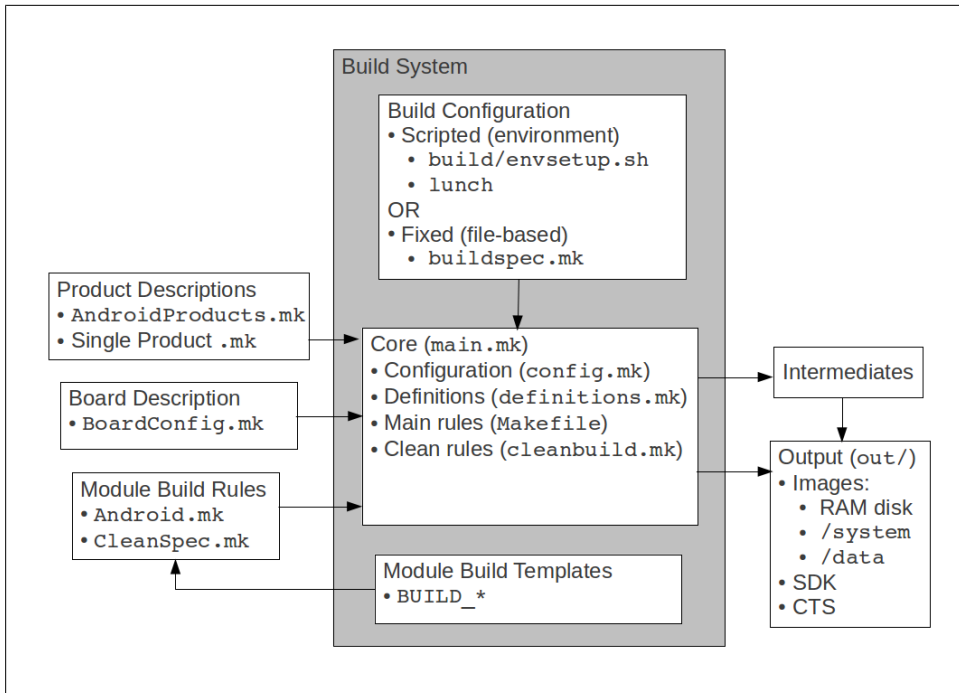 Build System
Build Configuration
• Scripted (environment)
• build/envsetup.sh
• lunch
OR
• Fixed (file-based)
• buildspec.mk
Product Descriptions
• AndroidProducts.mk
• Single Product .mk
Board Description
• BoardConfig.mk
Module Build Rules
• Android.mk
• CleanSpec.mk
Core (main.mk)
• Configuration (config.mk)
• Definitions (definitions.mk)
• Main rules (Makefile)
• Clean rules (cleanbuild.mk)
Module Build Templates
• BUILD_*
Intermediates
Output (out/)
• Images:
• RAM disk
• /system
• /data
• SDK
• CTS